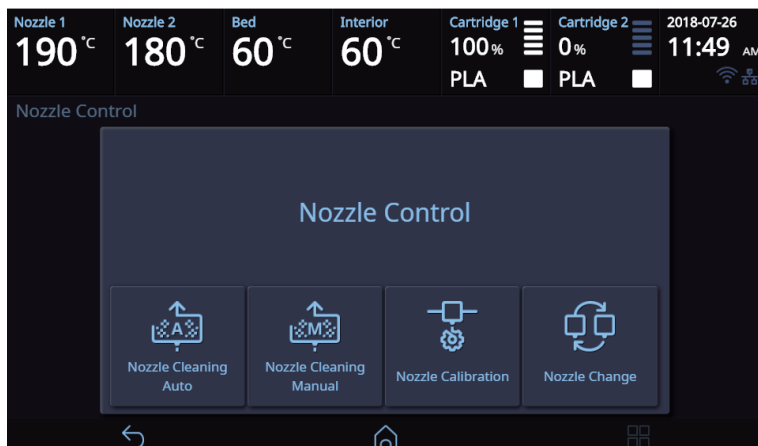 Nozzle 1
190 °C
Nozzle 2
180 °C
Bed
60 °C
Interior
60 °C
Cartridge 1
100 %
PLA
Cartridge 2
0 %
PLA
2018-07-26
11:49 AM
Nozzle Control
Nozzle Control
A
Nozzle Cleaning
Auto
M
Nozzle Cleaning
Manual
Nozzle Calibration
Nozzle Change